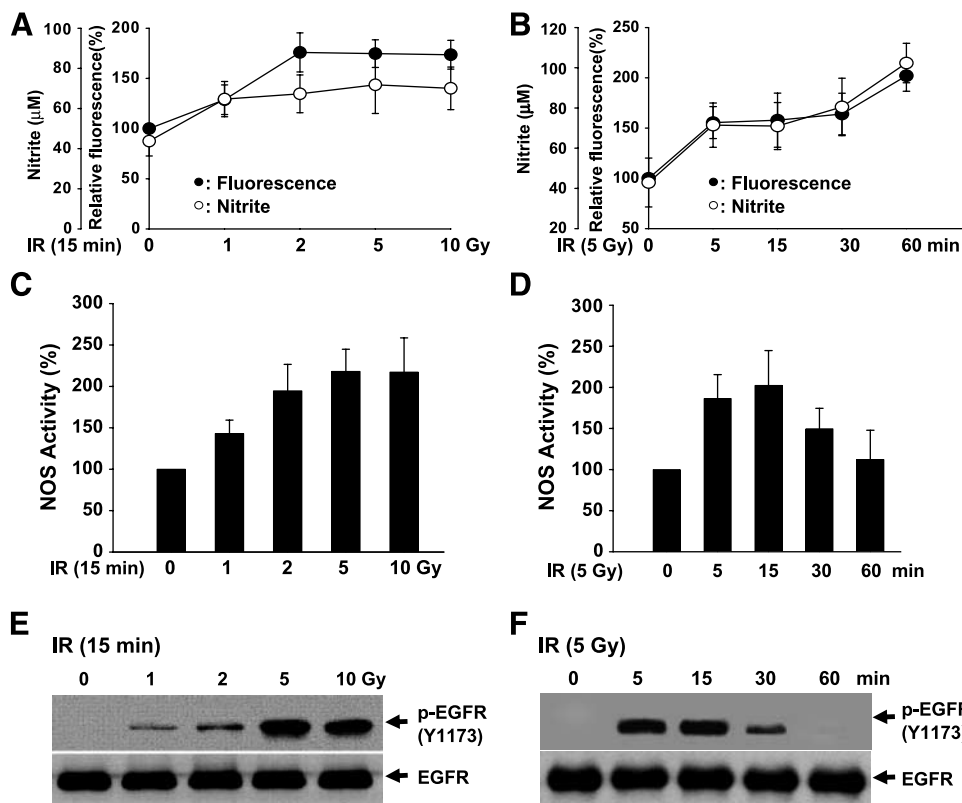 A
Nitrite (µM)
100
80
60
40
20
0
Relative fluorescence(%)
200
150
100
50
0
●: Fluorescence
○: Nitrite
IR (15 min) 0 1 2 5 10 Gy
B
Nitrite (µM)
120
100
80
60
40
20
Relative fluorescence(%)
250
200
150
100
50
●: Fluorescence
○: Nitrite
IR (5 Gy) 0 5 15 30 60 min
C
NOS Activity (%)
300
250
200
150
100
50
0
IR (15 min) 0 1 2 5 10 Gy
D
NOS Activity (%)
300
250
200
150
100
50
0
IR (5 Gy) 0 5 15 30 60 min
E
IR (15 min)
0 1 2 5 10 Gy
p-EGFR
(Y1173)
EGFR
F
IR (5 Gy)
0 5 15 30 60 min
p-EGF
(Y1173
EGFR